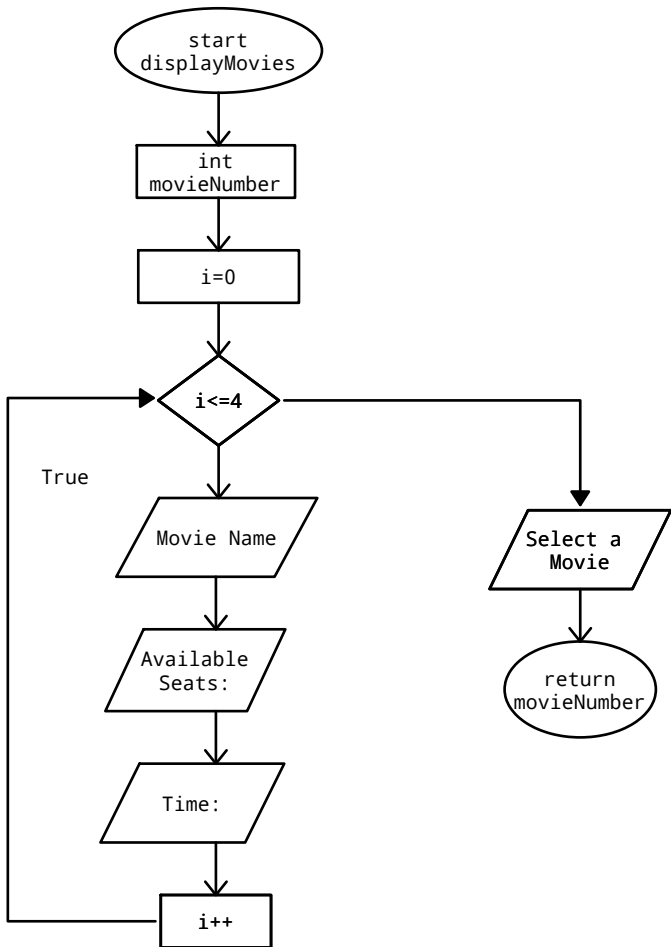 start
displayMovies
int
movieNumber
i=0
i<=4
True
Movie Name
Available
Seats:
Time:
i++
Select a
Movie
return
movieNumber